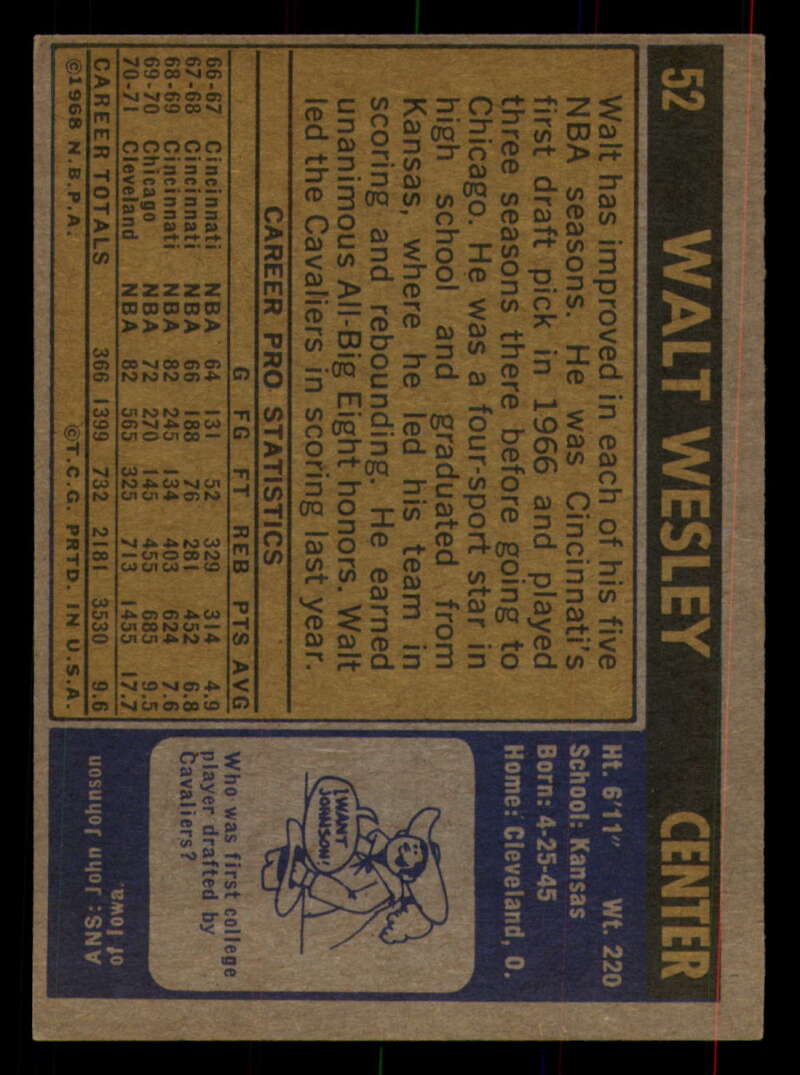 52 WALT WESLEY CENTER
Walt has improved in each of his five
NBA seasons. He was Cincinnati's
first draft pick in 1966 and played
three seasons there before going to
Chicago. He was a four-sport star in
high school and graduated from
Kansas, where he led his team in
scoring and rebounding. He earned
unanimous All-Big Eight honors. Walt
led the Cavaliers in scoring last year.
CAREER PRO STATISTICS
G FG FT REB PTS AVG
66-67 Cincinnati NBA 64 131 52 329 314 4.9
67-68 Cincinnati NBA 66 188 76 281 452 6.8
68-69 Cincinnati NBA 82 245 134 403 624 7.6
69-70 Chicago NBA 72 270 145 455 685 9.5
70-71 Cleveland NBA 82 565 325 713 1455 17.7
CAREER TOTALS 366 1399 732 2181 3530 9.6
©1968 N.B.P.A. ©T.C.G. PRTD. IN U.S.A.
Ht. 6'11" Wt. 220
School: Kansas
Born: 4-25-45
Home: Cleveland, O.
I WANT
JOHNSON!
Who was first college
player drafted by
Cavaliers?
ANS: John Johnson
of Iowa.